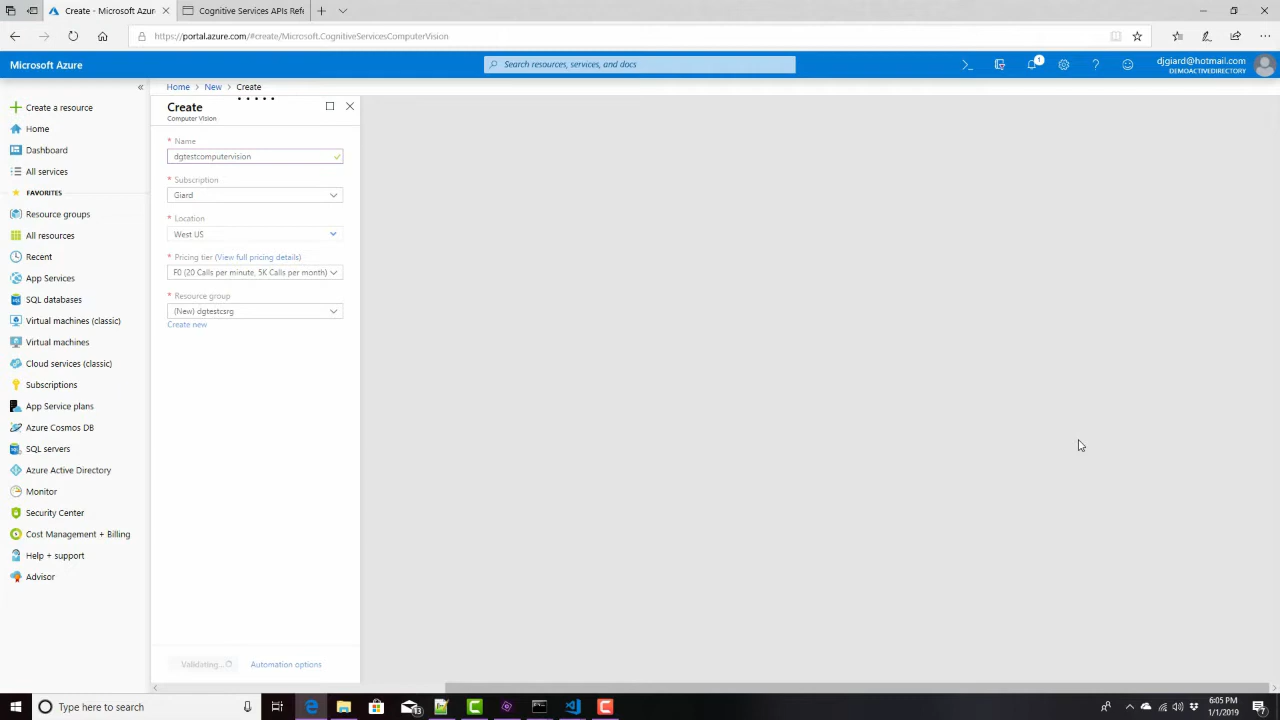 Create - Microsoft Azur
Cognitive Services APIs Ref
https://portal.azure.com/#create/Microsoft.CognitiveServicesComputerVision
Microsoft Azure
Search resources, services, and docs
1
djgiard@hotmail.com
DEMOACTIVEDIRECTORY
Home > New > Create
Create a resource
Home
Dashboard
All services
FAVORITES
Resource groups
All resources
Recent
App Services
SQL databases
Virtual machines (classic)
Virtual machines
Cloud services (classic)
Subscriptions
App Service plans
Azure Cosmos DB
SQL servers
Azure Active Directory
Monitor
Security Center
Cost Management + Billing
Help + support
Advisor
Create
Computer Vision
* Name
dgtestcomputervision
* Subscription
Giard
* Location
West US
* Pricing tier (View full pricing details)
F0 (20 Calls per minute, 5K Calls per month)
* Resource group
(New) dgtestcsrg
Create new
Validating...
Automation options
Type here to search
6:05 PM
1/1/2019